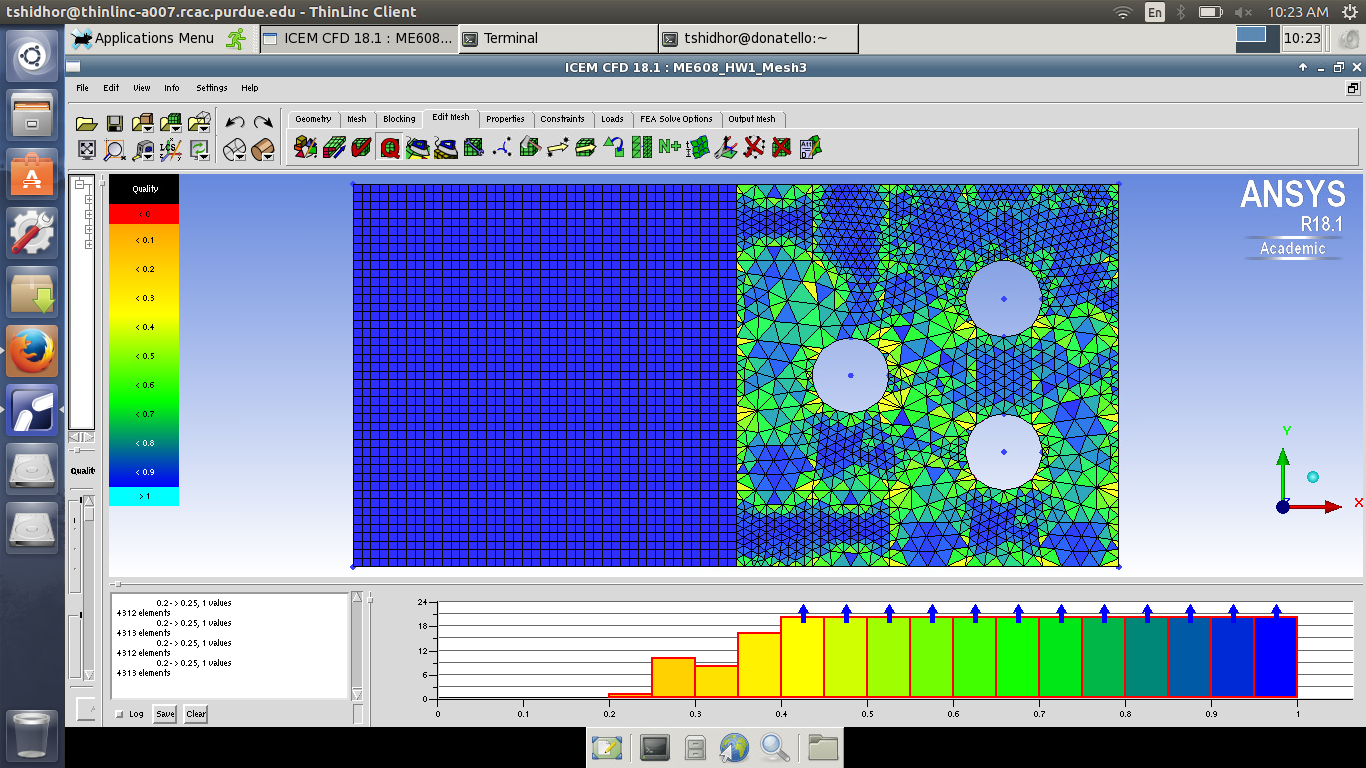 tshidhor@thinlinc-a007.rcac.purdue.edu - ThinLinc Client
En
10:23 AM
Applications Menu
ICEM CFD 18.1 : ME608...
Terminal
tshidhor@donatello:~
10:23
ICEM CFD 18.1 : ME608_HW1_Mesh3
File Edit View Info Settings Help
Geometry Mesh Blocking Edit Mesh Properties Constraints Loads FEA Solve Options Output Mesh
LCS
N+
Quality
< 0
< 0.1
< 0.2
< 0.3
< 0.4
< 0.5
< 0.6
< 0.7
< 0.8
< 0.9
> 1
ANSYS
R18.1
Academic
Y
X
Qualit
0.2 -> 0.25, 1 values
4312 elements
0.2 -> 0.25, 1 values
4313 elements
0.2 -> 0.25, 1 values
4312 elements
0.2 -> 0.25, 1 values
4313 elements
Log Save Clear
24
18
12
6
0
0 0.1 0.2 0.3 0.4 0.5 0.6 0.7 0.8 0.9 1